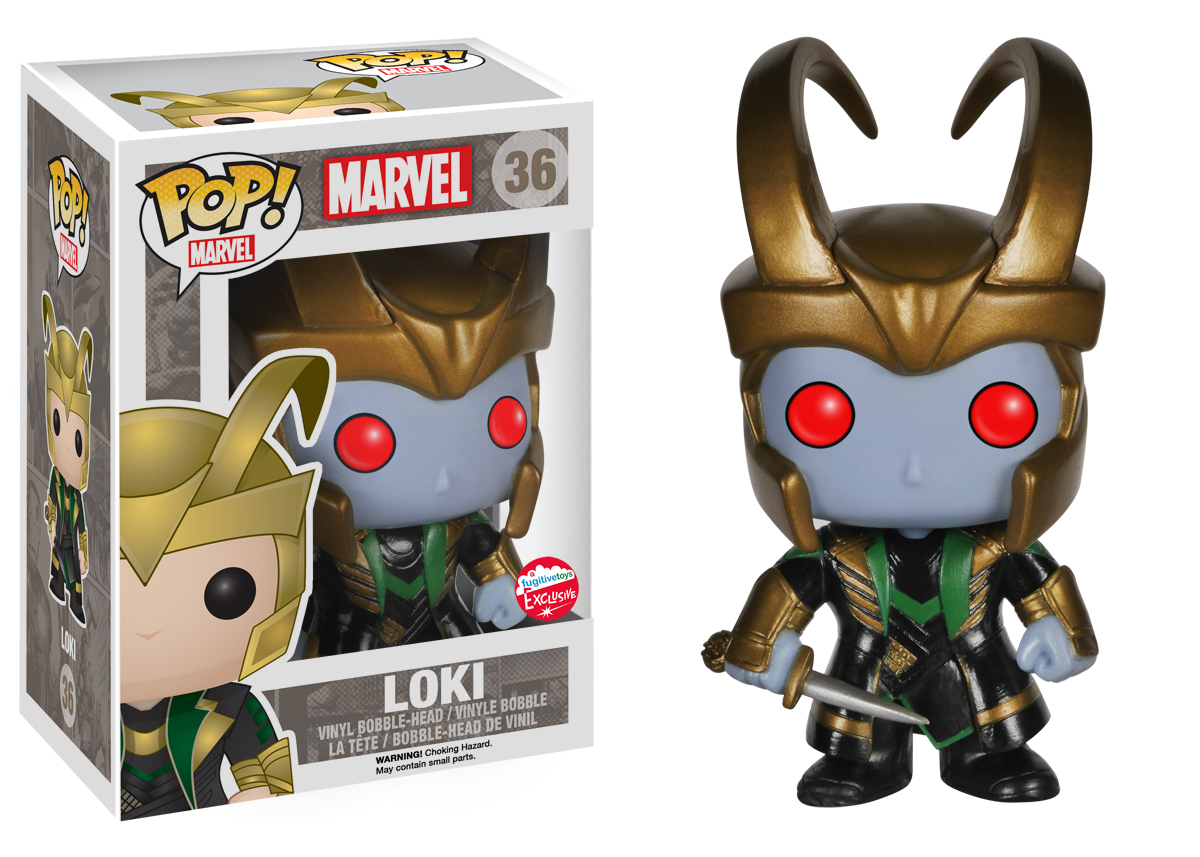 POP!
MARVEL
POP!
MARVEL
MARVEL
36
POP!
MARVEL
LOKI
36
a
fugitivetoys
EXCLUSIVE
LOKI
VINYL BOBBLE-HEAD / VINYLE BOBBLE
LA TÊTE / BOBBLE-HEAD DE VINIL
WARNING! Choking Hazard.
May contain small parts.